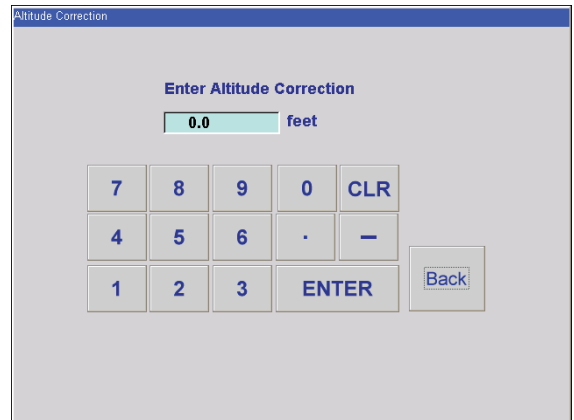 Altitude Correction
Enter Altitude Correction
0.0 feet
7 8 9 0 CLR
4 5 6 . −
1 2 3 ENTER
Back